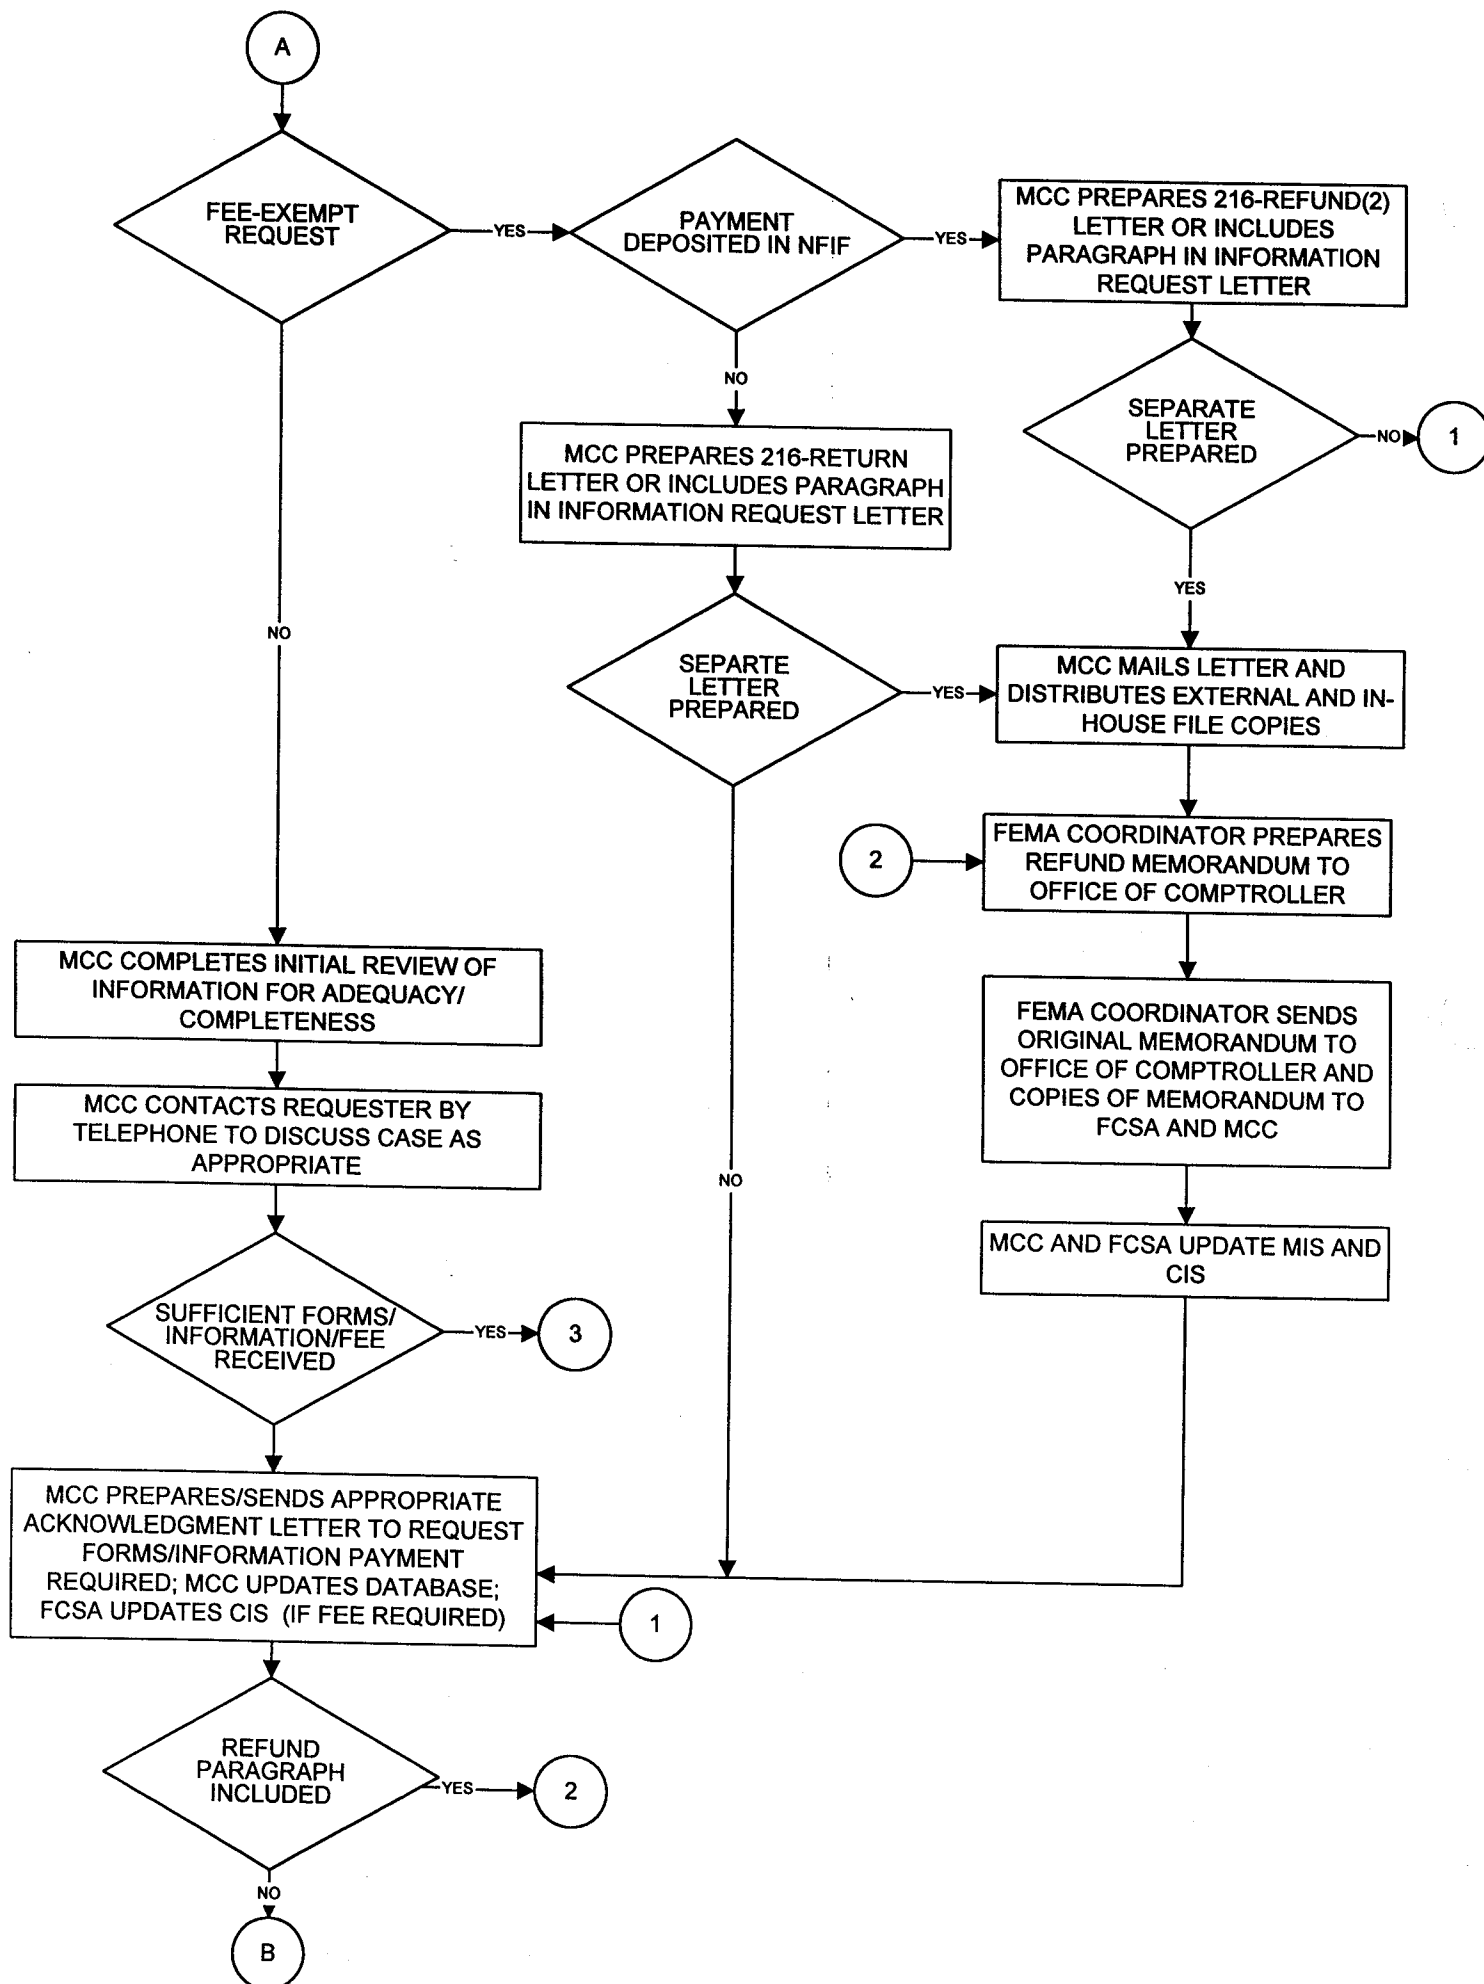 A
FEE-EXEMPT
REQUEST
YES
PAYMENT
DEPOSITED IN NFIF
YES
MCC PREPARES 216-REFUND(2)
LETTER OR INCLUDES
PARAGRAPH IN INFORMATION
REQUEST LETTER
NO
MCC PREPARES 216-RETURN
LETTER OR INCLUDES PARAGRAPH
IN INFORMATION REQUEST LETTER
SEPARATE
LETTER
PREPARED
NO
1
YES
NO
SEPARTE
LETTER
PREPARED
YES
MCC MAILS LETTER AND
DISTRIBUTES EXTERNAL AND IN-
HOUSE FILE COPIES
2
FEMA COORDINATOR PREPARES
REFUND MEMORANDUM TO
OFFICE OF COMPTROLLER
MCC COMPLETES INITIAL REVIEW OF
INFORMATION FOR ADEQUACY/
COMPLETENESS
FEMA COORDINATOR SENDS
ORIGINAL MEMORANDUM TO
OFFICE OF COMPTROLLER AND
COPIES OF MEMORANDUM TO
FCSA AND MCC
MCC CONTACTS REQUESTER BY
TELEPHONE TO DISCUSS CASE AS
APPROPRIATE
NO
MCC AND FCSA UPDATE MIS AND
CIS
SUFFICIENT FORMS/
INFORMATION/FEE
RECEIVED
YES
3
MCC PREPARES/SENDS APPROPRIATE
ACKNOWLEDGMENT LETTER TO REQUEST
FORMS/INFORMATION PAYMENT
REQUIRED; MCC UPDATES DATABASE;
FCSA UPDATES CIS (IF FEE REQUIRED)
1
REFUND
PARAGRAPH
INCLUDED
YES
2
NO
B